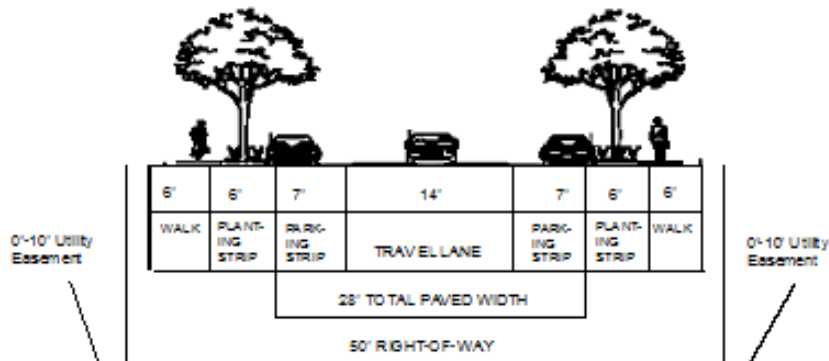 6' 6' 7' 14' 7' 6' 6'
WALK PLANT-ING STRIP PARK-ING STRIP TRAVEL LANE PARK-ING STRIP PLANT-ING STRIP WALK
0'-10' Utility
Easement
0'-10' Utility
Easement
28' TOTAL PAVED WIDTH
50' RIGHT-OF-WAY